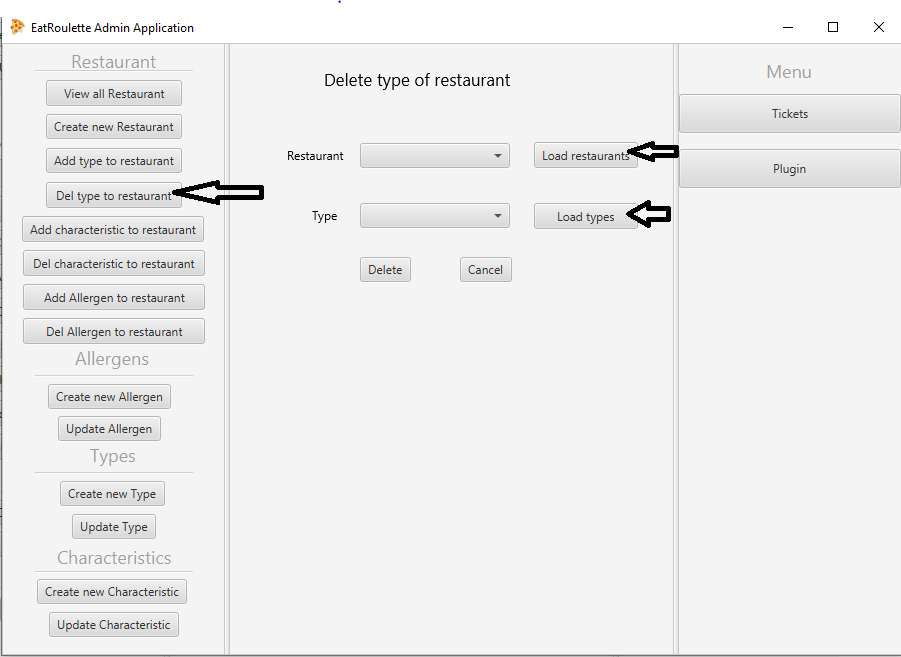 EatRoulette Admin Application
Restaurant
View all Restaurant
Create new Restaurant
Add type to restaurant
Del type to restaurant
Add characteristic to restaurant
Del characteristic to restaurant
Add Allergen to restaurant
Del Allergen to restaurant
Allergens
Create new Allergen
Update Allergen
Types
Create new Type
Update Type
Characteristics
Create new Characteristic
Update Characteristic
Delete type of restaurant
Restaurant
Load restaurants
Type
Load types
Delete
Cancel
Menu
Tickets
Plugin